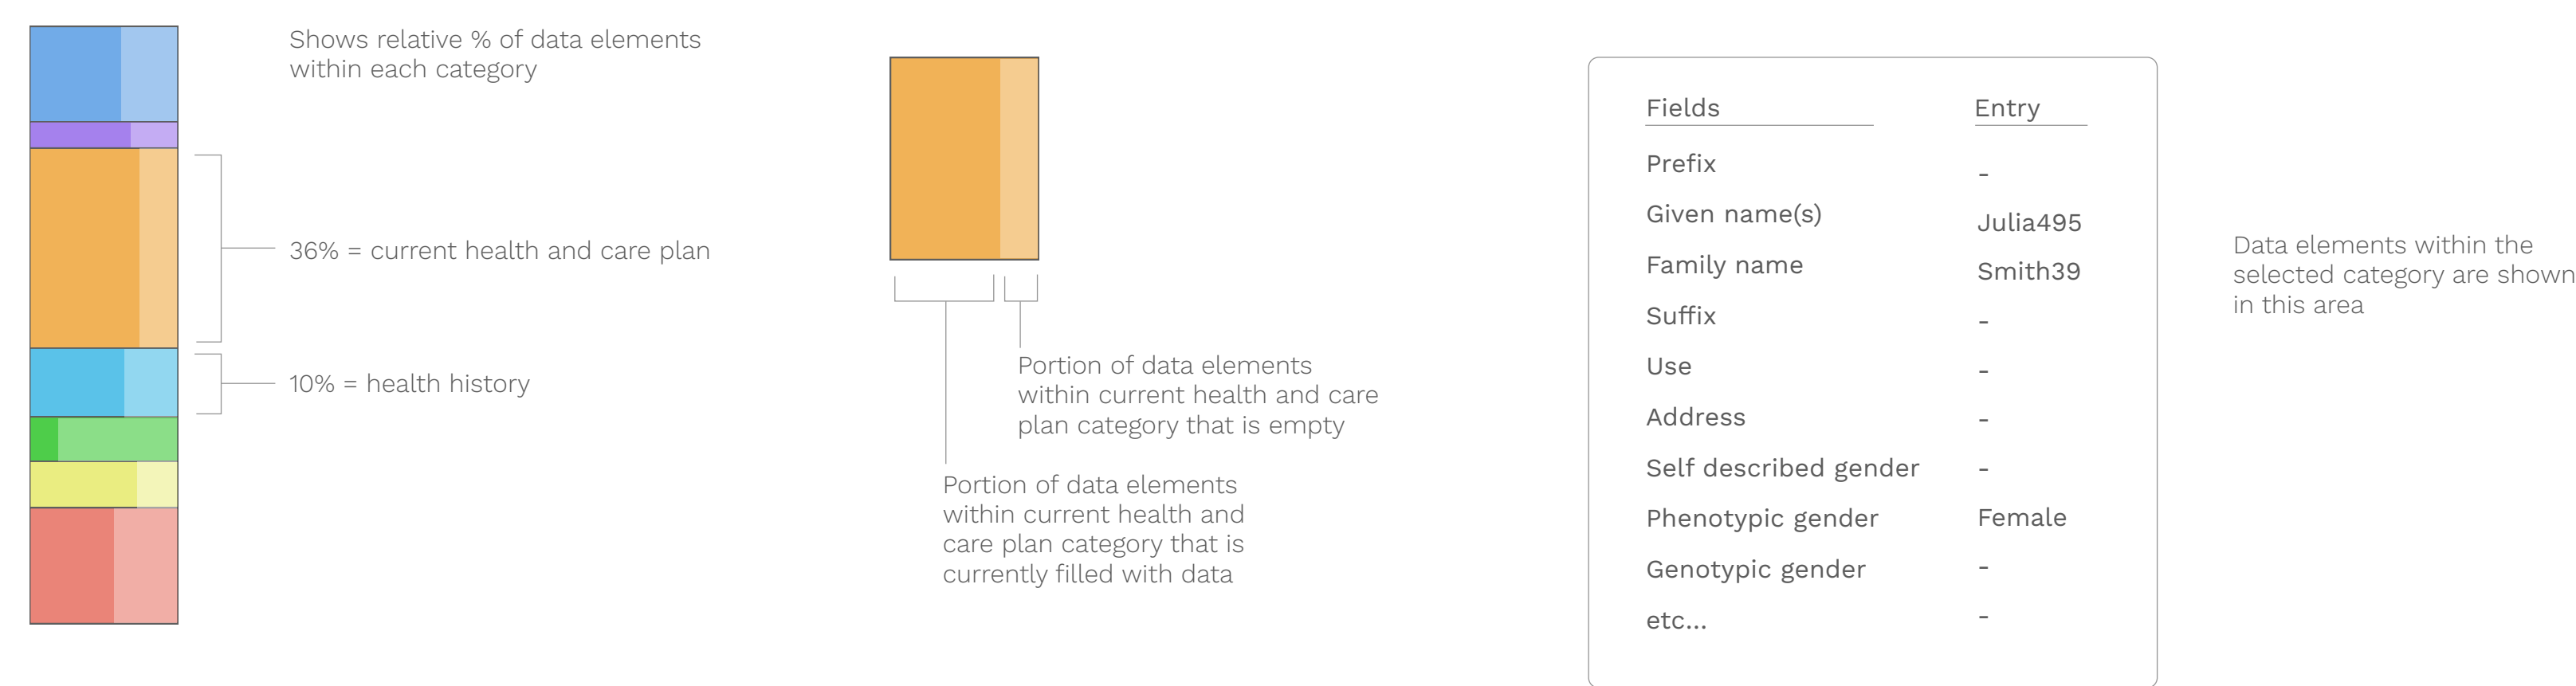 Shows relative % of data elements
within each category
36% = current health and care plan
10% = health history
Portion of data elements
within current health and care
plan category that is empty
Portion of data elements
within current health and
care plan category that is
currently filled with data
Fields Entry
Prefix -
Given name(s) Julia495
Family name Smith39
Suffix -
Use -
Address -
Self described gender -
Phenotypic gender Female
Genotypic gender -
etc... -
Data elements within the
selected category are shown
in this area